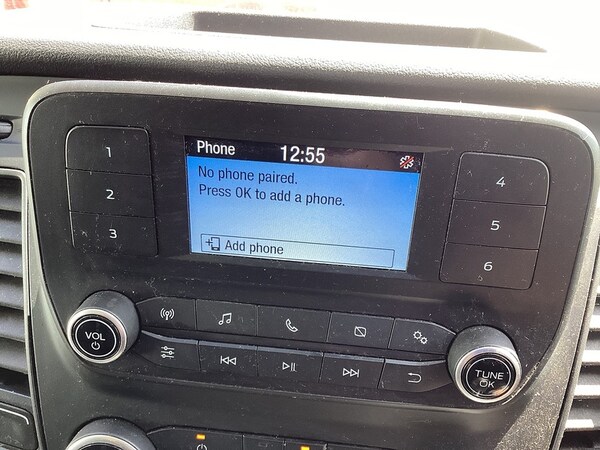 Phone 12:55
No phone paired.
Press OK to add a phone.
Add phone
1
2
3
4
5
6
VOL
TUNE
OK